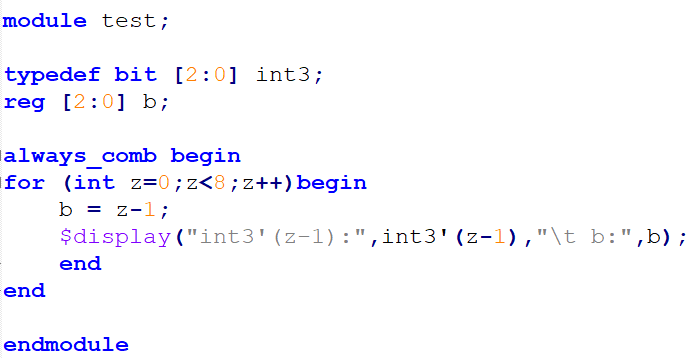 module test;
typedef bit [2:0] int3;
reg [2:0] b;
always_comb begin
for (int z=0;z<8;z++)begin
b = z-1;
$display("int3'(z-1):",int3'(z-1),"\t b:",b);
end
end
endmodule